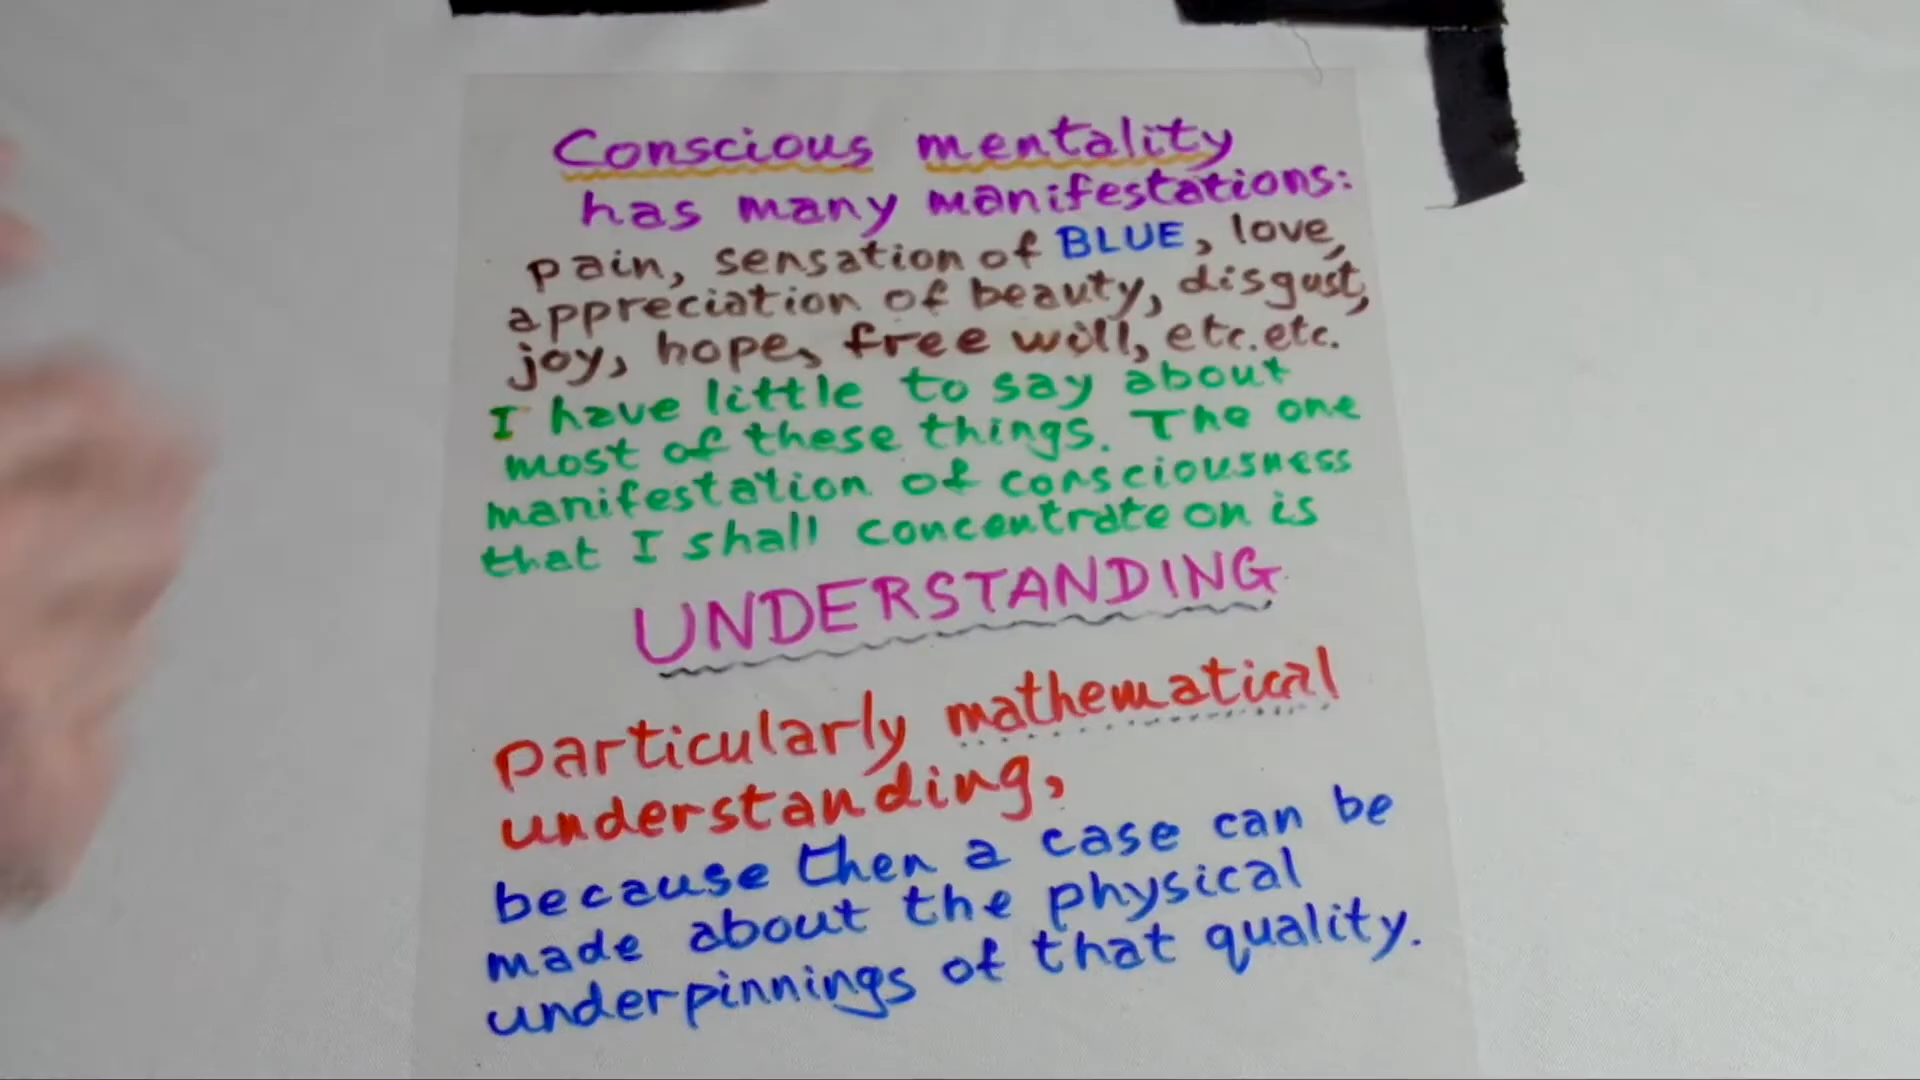 Conscious mentality
has many manifestations:
pain, sensation of BLUE, love,
appreciation of beauty, disgust,
joy, hope, free will, etc. etc.
I have little to say about
most of these things. The one
manifestation of consciousness
that I shall concentrate on is
UNDERSTANDING
particularly mathematical
understanding,
because then a case can be
made about the physical
underpinnings of that quality.